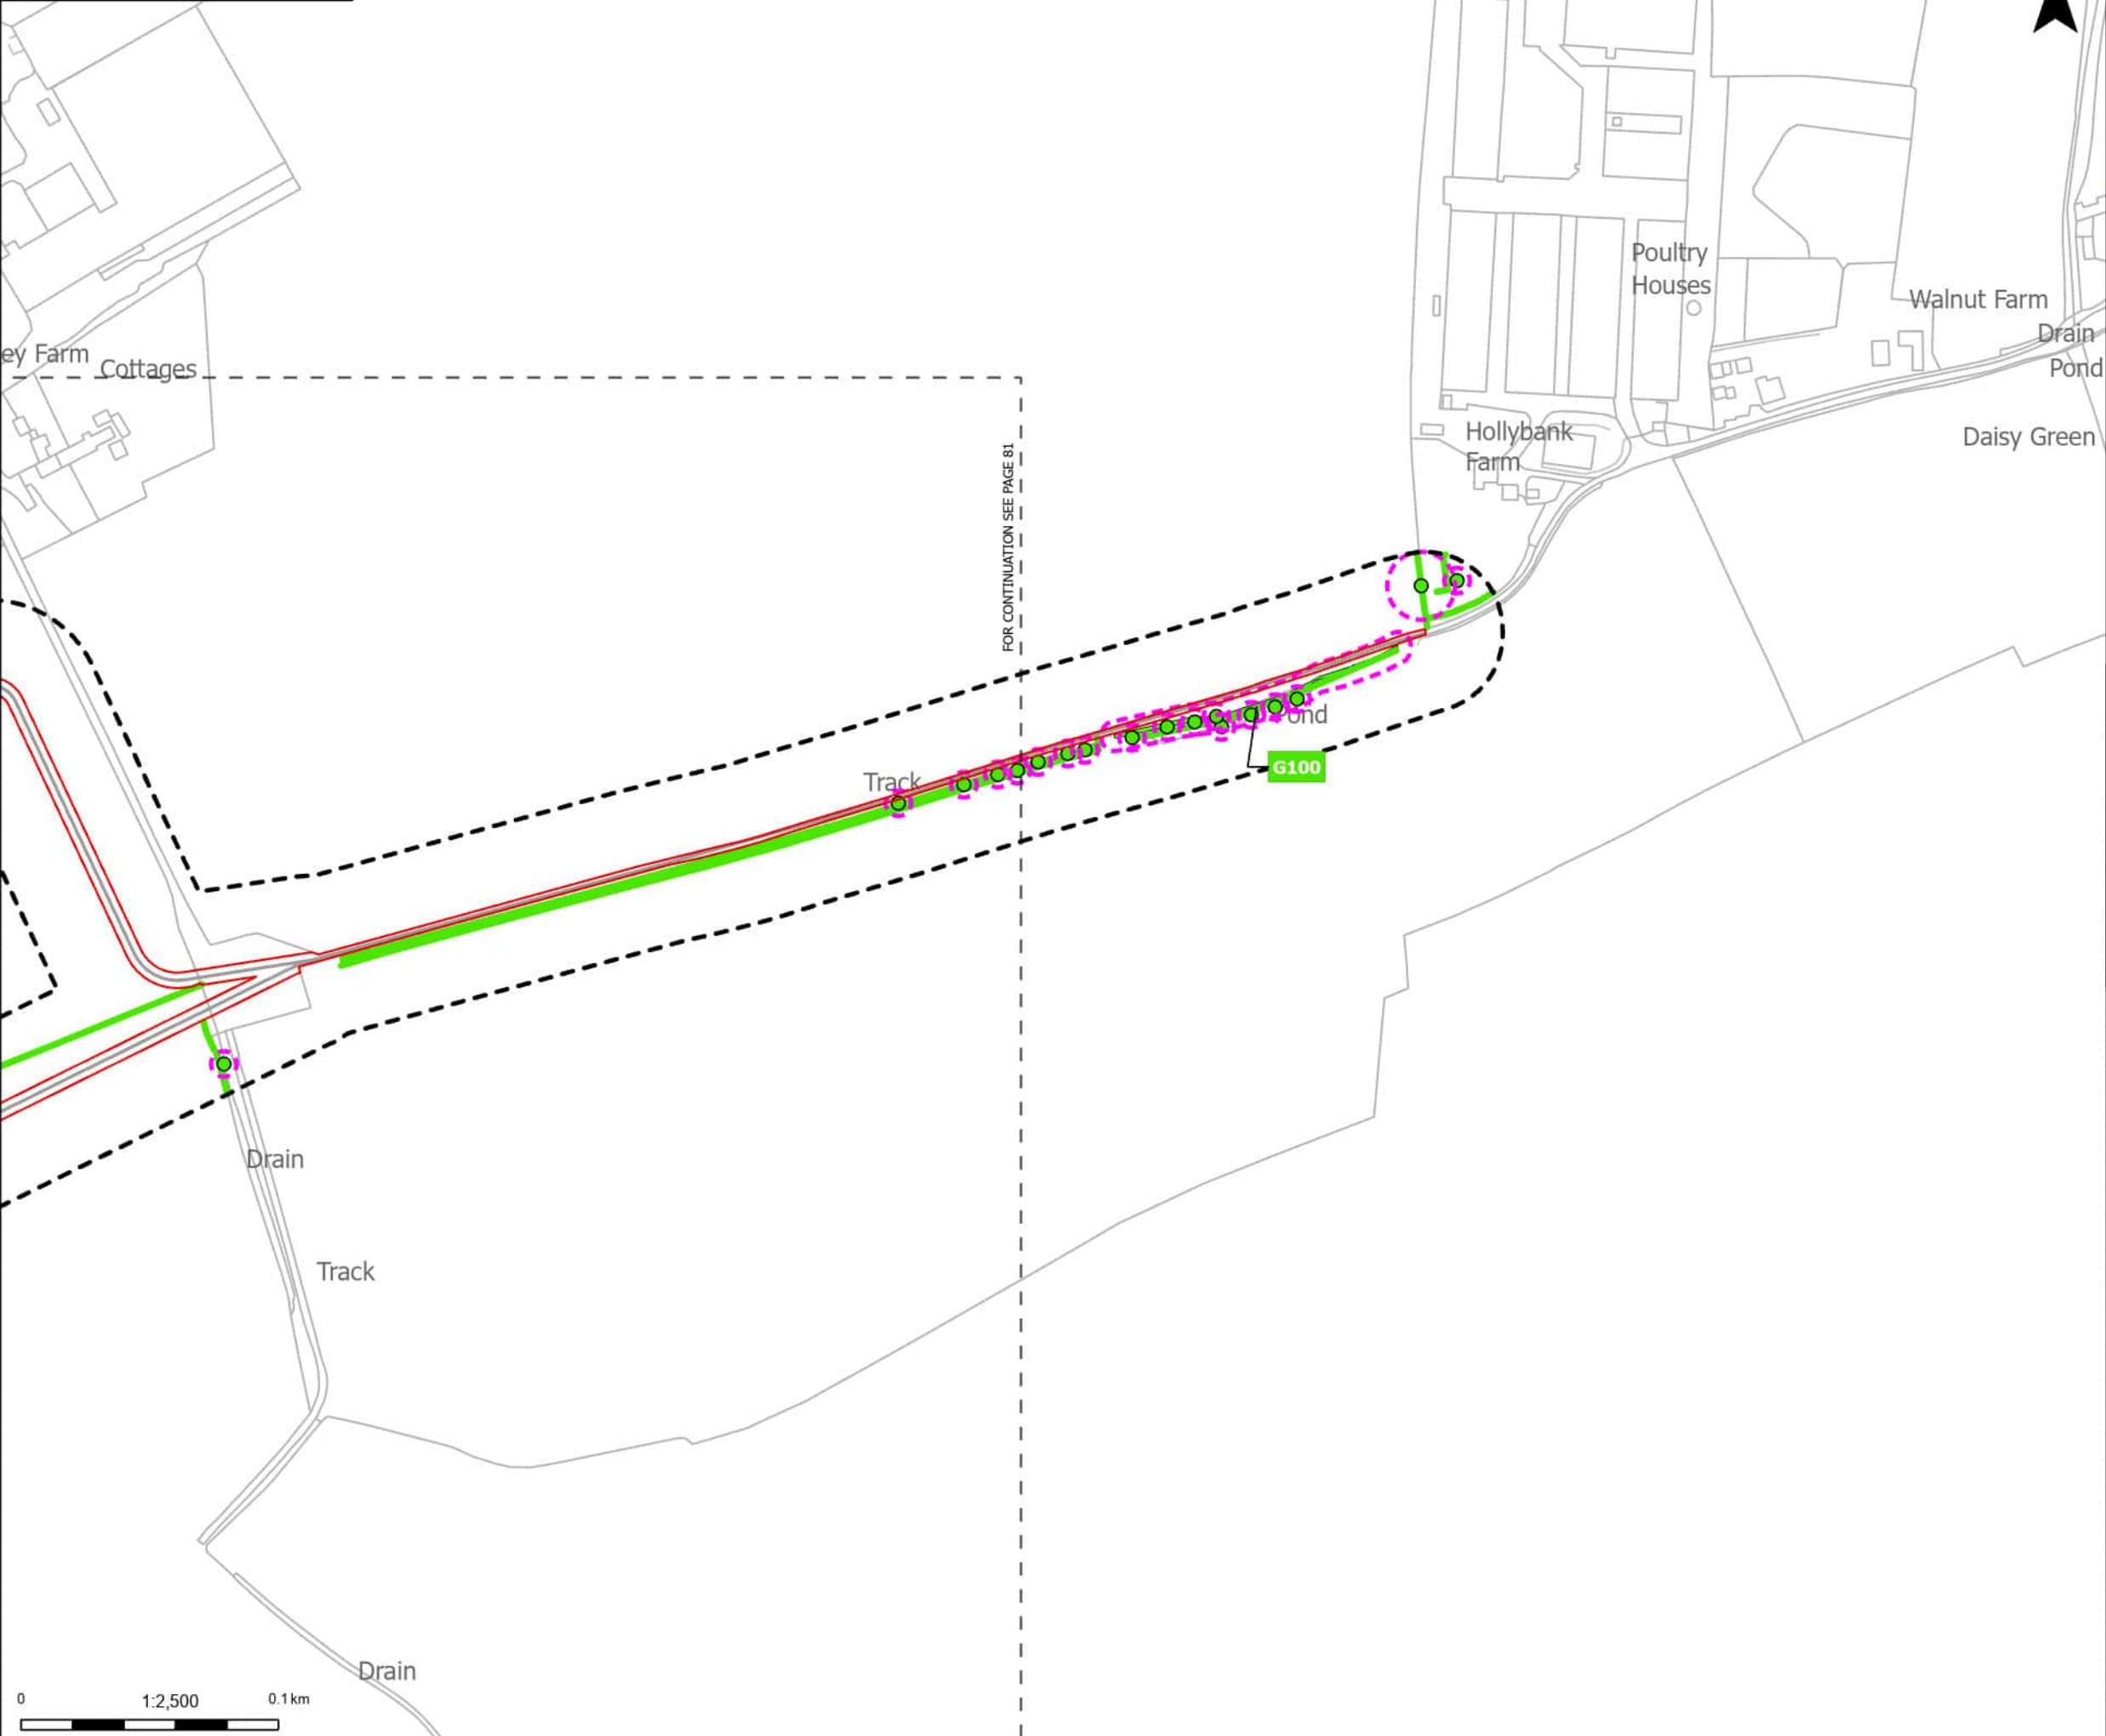 Poultry
Houses
Walnut Farm
Drain
Pond
ey Farm
Cottages
Hollybank
Farm
Daisy Green
FOR CONTINUATION SEE PAGE 81
Pond
G100
Track
Drain
Track
Drain
0 1:2,500 0.1 km